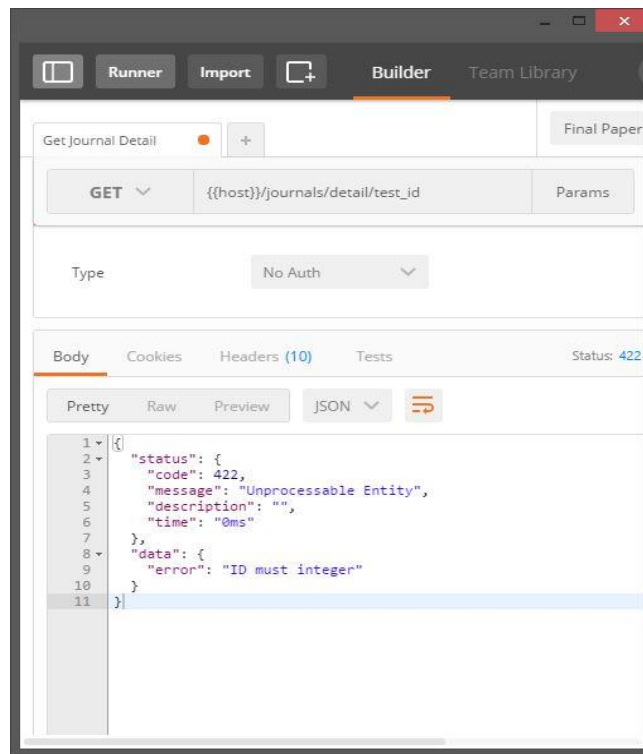 Runner Import Builder Team Library
Get Journal Detail + Final Paper
GET {{host}}/journals/detail/test_id Params
Type No Auth
Body Cookies Headers (10) Tests Status: 422
Pretty Raw Preview JSON
1 {
2 "status": {
3 "code": 422,
4 "message": "Unprocessable Entity",
5 "description": "",
6 "time": "0ms"
7 },
8 "data": {
9 "error": "ID must integer"
10 }
11 }